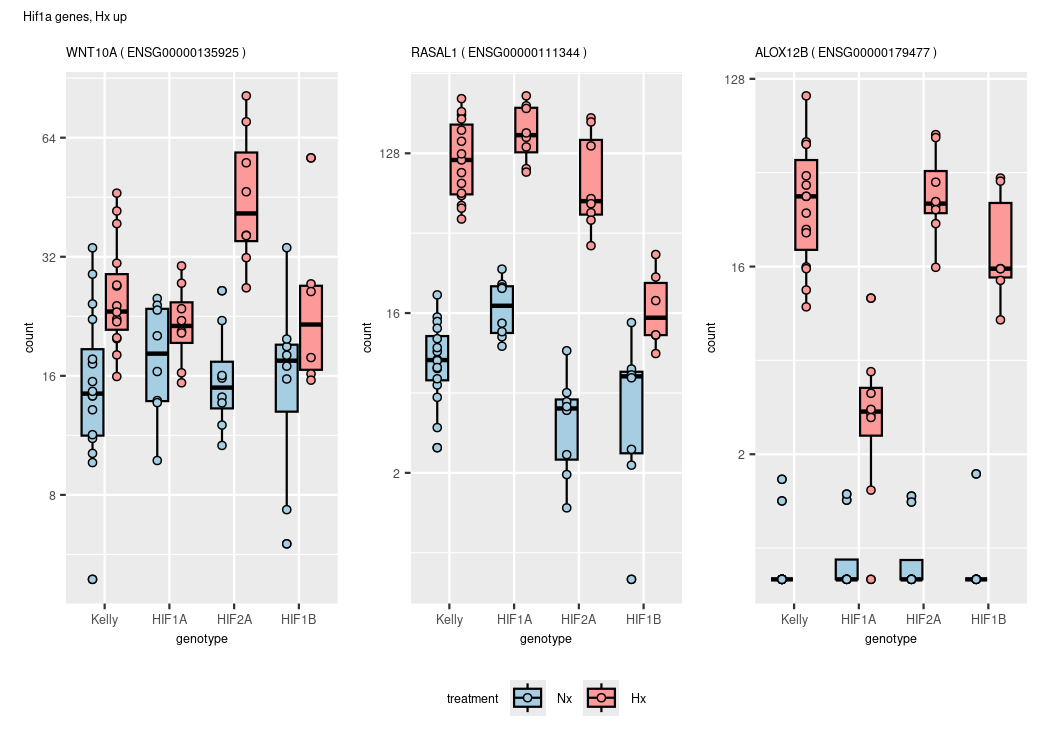 Hif1a genes, Hx up
WNT10A ( ENSG00000135925 )
RASAL1 ( ENSG00000111344 )
ALOX12B ( ENSG00000179477 )
count
64
32
16
8
Kelly HIF1A HIF2A HIF1B
genotype
count
128
16
2
Kelly HIF1A HIF2A HIF1B
genotype
count
128
16
2
Kelly HIF1A HIF2A HIF1B
genotype
treatment Nx Hx